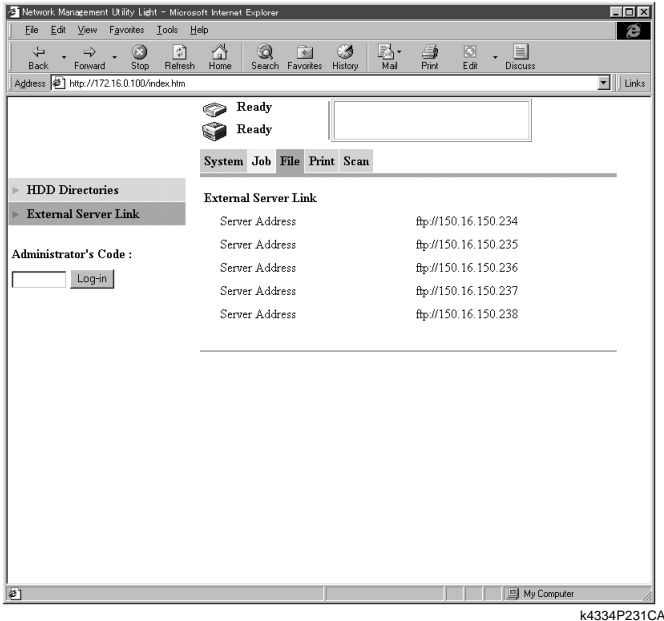 Network Management Utility Light - Microsoft Internet Explorer
File Edit View Favorites Tools Help
Back Forward Stop Refresh Home Search Favorites History Mail Print Edit Discuss
Address http://172.16.0.100/index.htm Links
Ready
Ready
System Job File Print Scan
HDD Directories
External Server Link
Administrator's Code :
Log-in
External Server Link
Server Address ftp://150.16.150.234
Server Address ftp://150.16.150.235
Server Address ftp://150.16.150.236
Server Address ftp://150.16.150.237
Server Address ftp://150.16.150.238
My Computer
k4334P231CA